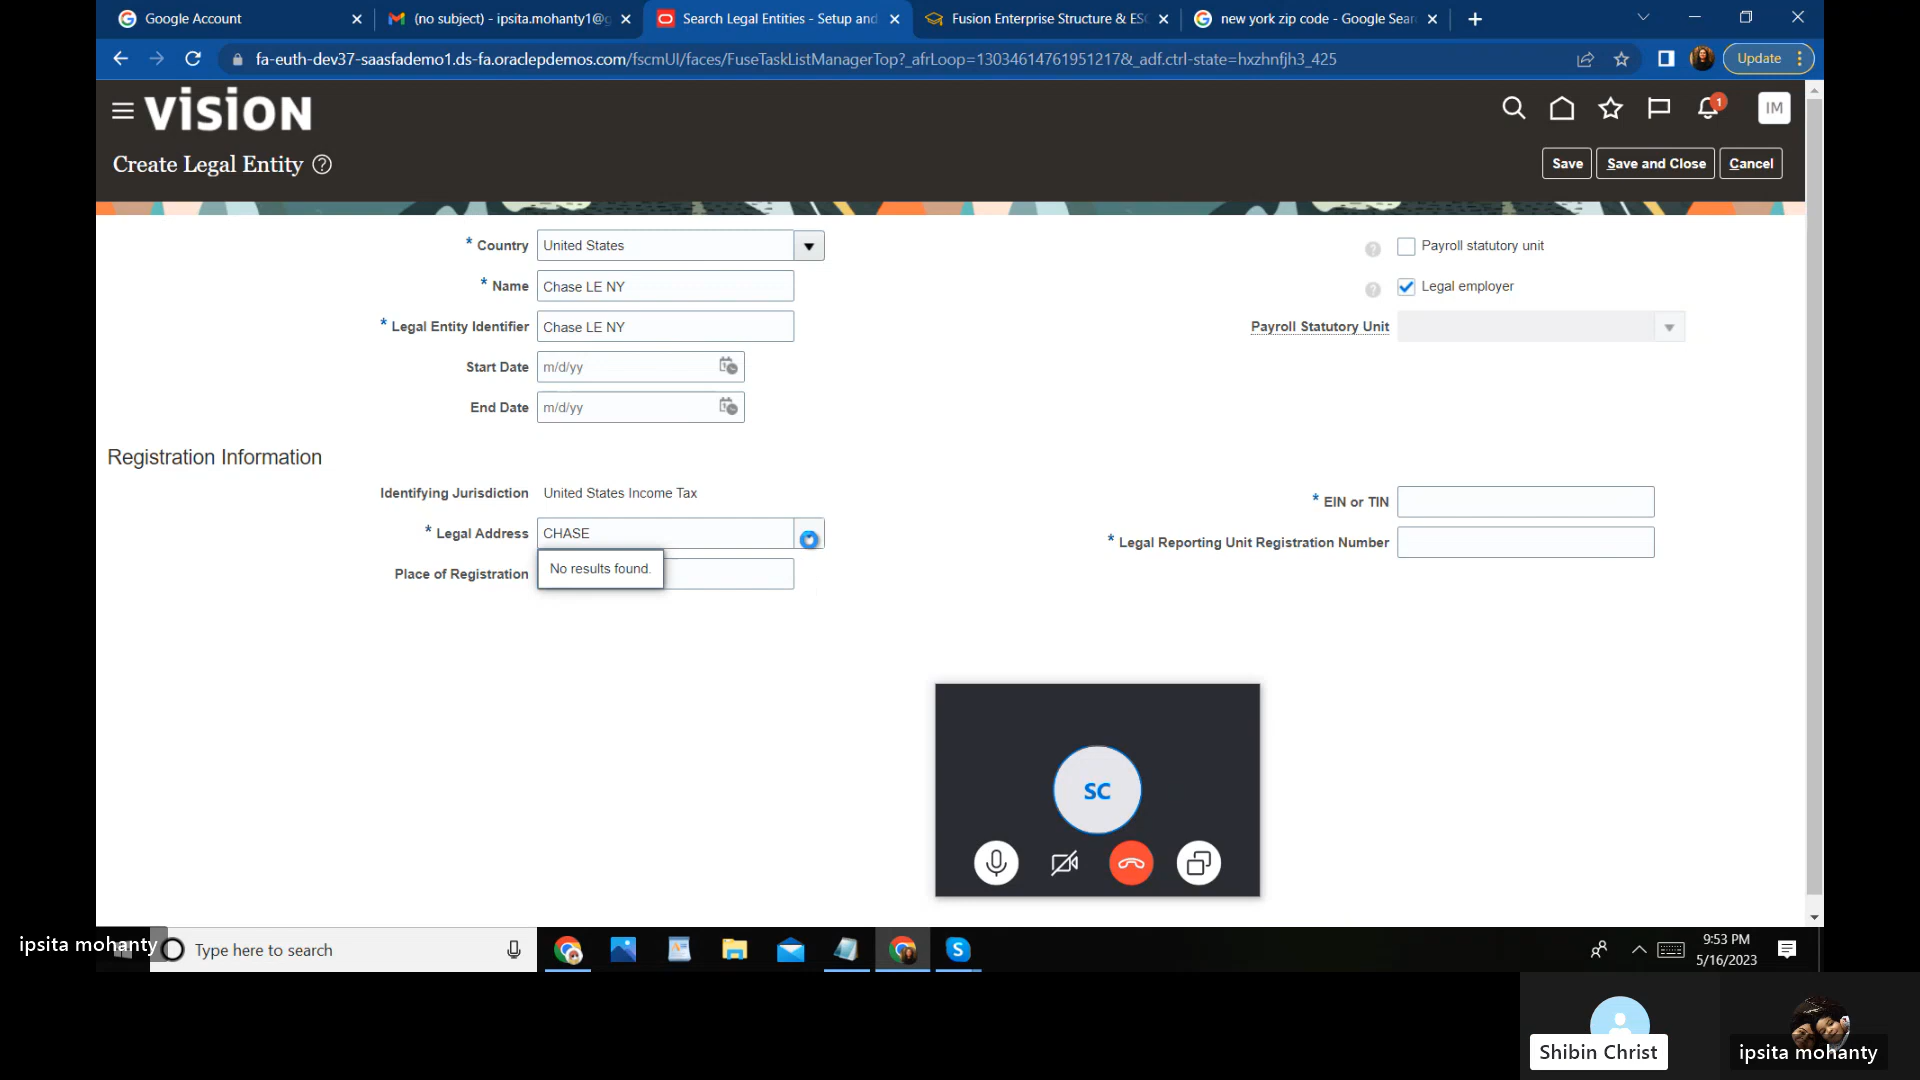 Google Account
(no subject) - ipsita.mohanty1@g
Search Legal Entities - Setup and
Fusion Enterprise Structure & ESC
new york zip code - Google Sear
fa-euth-dev37-saasfademo1.ds-fa.oraclepdemos.com/fscmUI/faces/FuseTaskListManagerTop?_afrLoop=13034614761951217&_adf.ctrl-state=hxzhnfjh3_425
Update
VISION
1
IM
Create Legal Entity ?
Save
Save and Close
Cancel
* Country United States
? Payroll statutory unit
* Name Chase LE NY
? Legal employer
* Legal Entity Identifier Chase LE NY
Payroll Statutory Unit
Start Date m/d/yy
End Date m/d/yy
Registration Information
Identifying Jurisdiction United States Income Tax
* EIN or TIN
* Legal Address CHASE
* Legal Reporting Unit Registration Number
No results found.
Place of Registration
SC
ipsita mohanty
Type here to search
9:53 PM
5/16/2023
Shibin Christ
ipsita mohanty